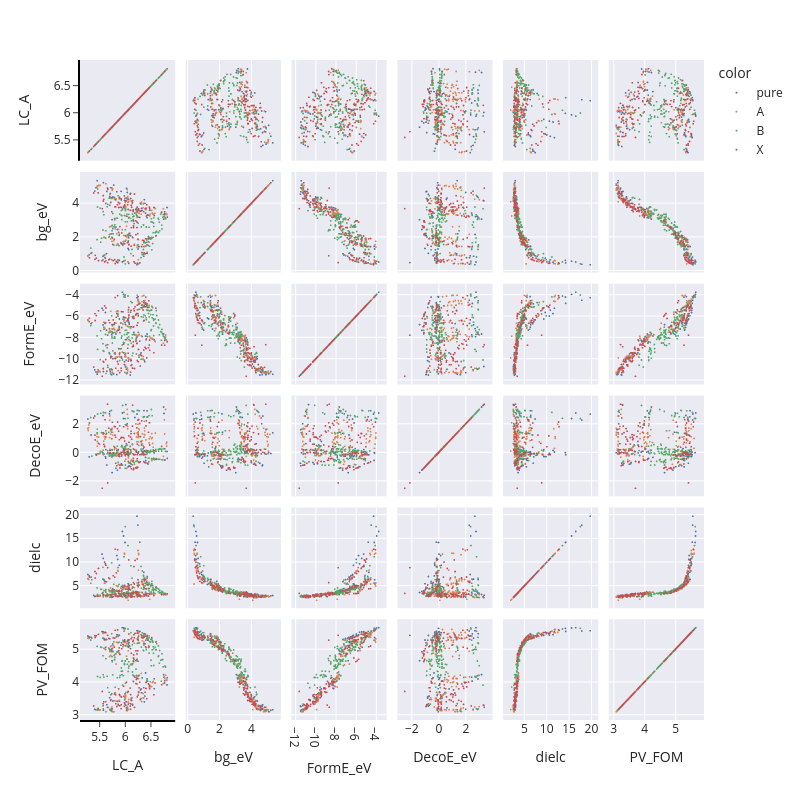 color
pure
A
B
X
LC_A
6.5
6
5.5
bg_eV
4
2
0
FormE_eV
−4
−6
−8
−10
−12
DecoE_eV
2
0
−2
dielc
20
15
10
5
PV_FOM
5
4
3
5.5 6 6.5
0 2 4
−12 −10 −8 −6 −4
−2 0 2
5 10 15 20
3 4 5
LC_A bg_eV FormE_eV DecoE_eV dielc PV_FOM